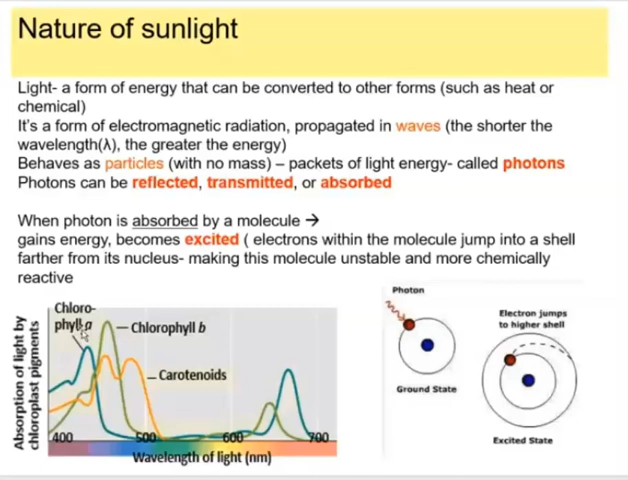 Nature of sunlight
Light- a form of energy that can be converted to other forms (such as heat or
chemical)
It's a form of electromagnetic radiation, propagated in waves (the shorter the
wavelength(λ), the greater the energy)
Behaves as particles (with no mass) – packets of light energy- called photons
Photons can be reflected, transmitted, or absorbed
When photon is absorbed by a molecule →
gains energy, becomes excited ( electrons within the molecule jump into a shell
farther from its nucleus- making this molecule unstable and more chemically
reactive
Absorption of light by
chloroplast pigments
Chloro-
phyll a
Chlorophyll b
Carotenoids
400 500 600 700
Wavelength of light (nm)
Photon
Ground State
Electron jumps
to higher shell
Excited State